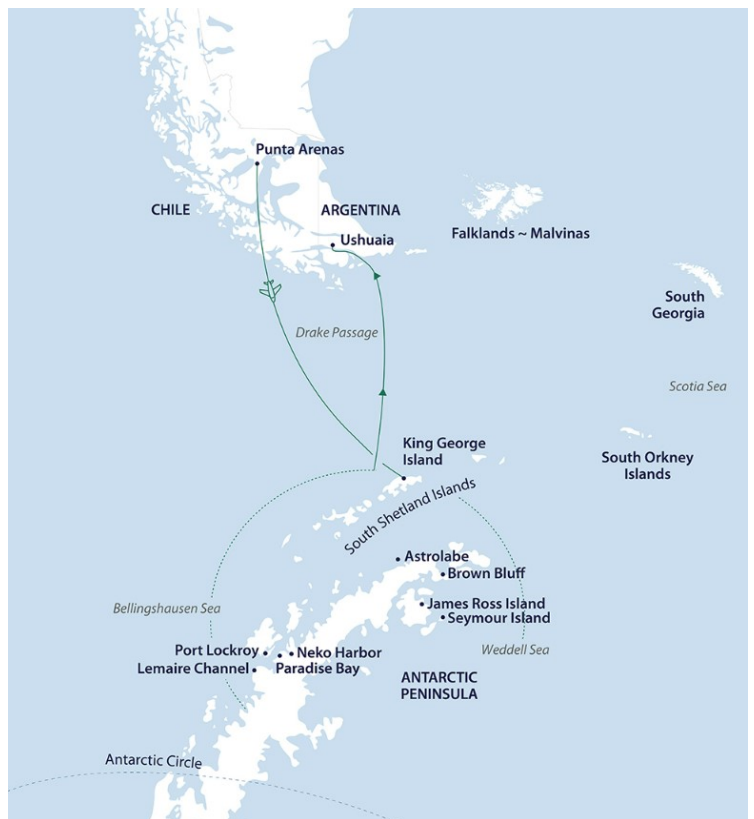 Punta Arenas
CHILE
ARGENTINA
Ushuaia
Falklands ~ Malvinas
South
Georgia
Drake Passage
Scotia Sea
King George
Island
South Orkney
Islands
South Shetland Islands
Astrolabe
Brown Bluff
Bellingshausen Sea
James Ross Island
Seymour Island
Port Lockroy
Neko Harbor
Weddell Sea
Lemaire Channel
Paradise Bay
ANTARCTIC
PENINSULA
Antarctic Circle